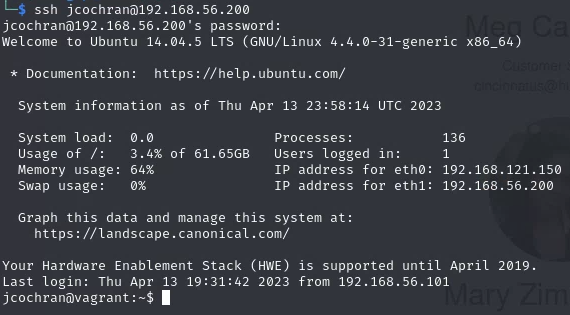 └─$ ssh jcochran@192.168.56.200
jcochran@192.168.56.200's password:
Welcome to Ubuntu 14.04.5 LTS (GNU/Linux 4.4.0-31-generic x86_64)
 * Documentation:  https://help.ubuntu.com/
  System information as of Thu Apr 13 23:58:14 UTC 2023
  System load:  0.0               Processes:           136
  Usage of /:   3.4% of 61.65GB   Users logged in:     1
  Memory usage: 64%               IP address for eth0: 192.168.121.150
  Swap usage:   0%                IP address for eth1: 192.168.56.200
  Graph this data and manage this system at:
    https://landscape.canonical.com/
Your Hardware Enablement Stack (HWE) is supported until April 2019.
Last login: Thu Apr 13 19:31:42 2023 from 192.168.56.101
jcochran@vagrant:~$
Meg Ca
Customer
Mary Zim